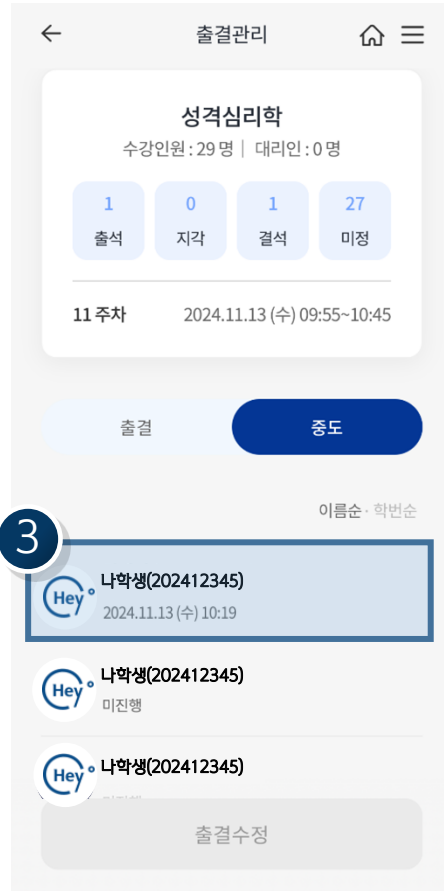 출결관리
성격심리학
수강인원 : 29 명 | 대리인 : 0 명
1 0 1 27
출석 지각 결석 미정
11 주차 2024.11.13 (수) 09:55~10:45
출결 중도
이름순 · 학번순
3
Hey 나학생(202412345)
2024.11.13 (수) 10:19
Hey 나학생(202412345)
미진행
Hey 나학생(202412345)
출결수정